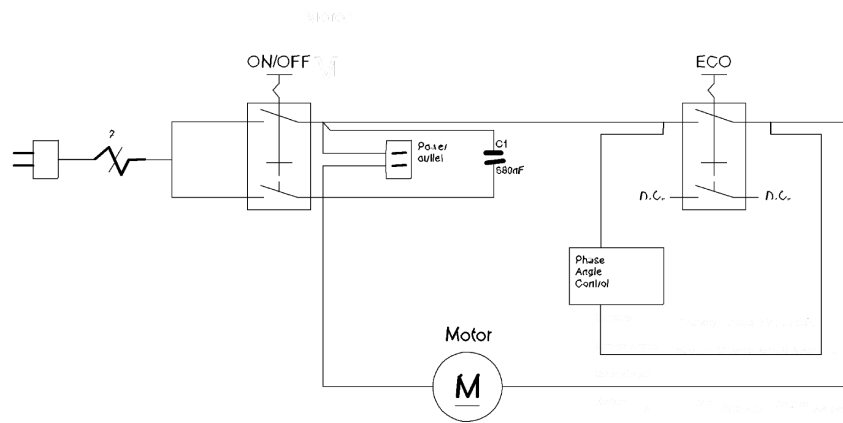 ON/OFF
ECO
?
Power
outlet
C1
680nF
n.c.
n.c.
Phase
Angle
Control
Motor
M